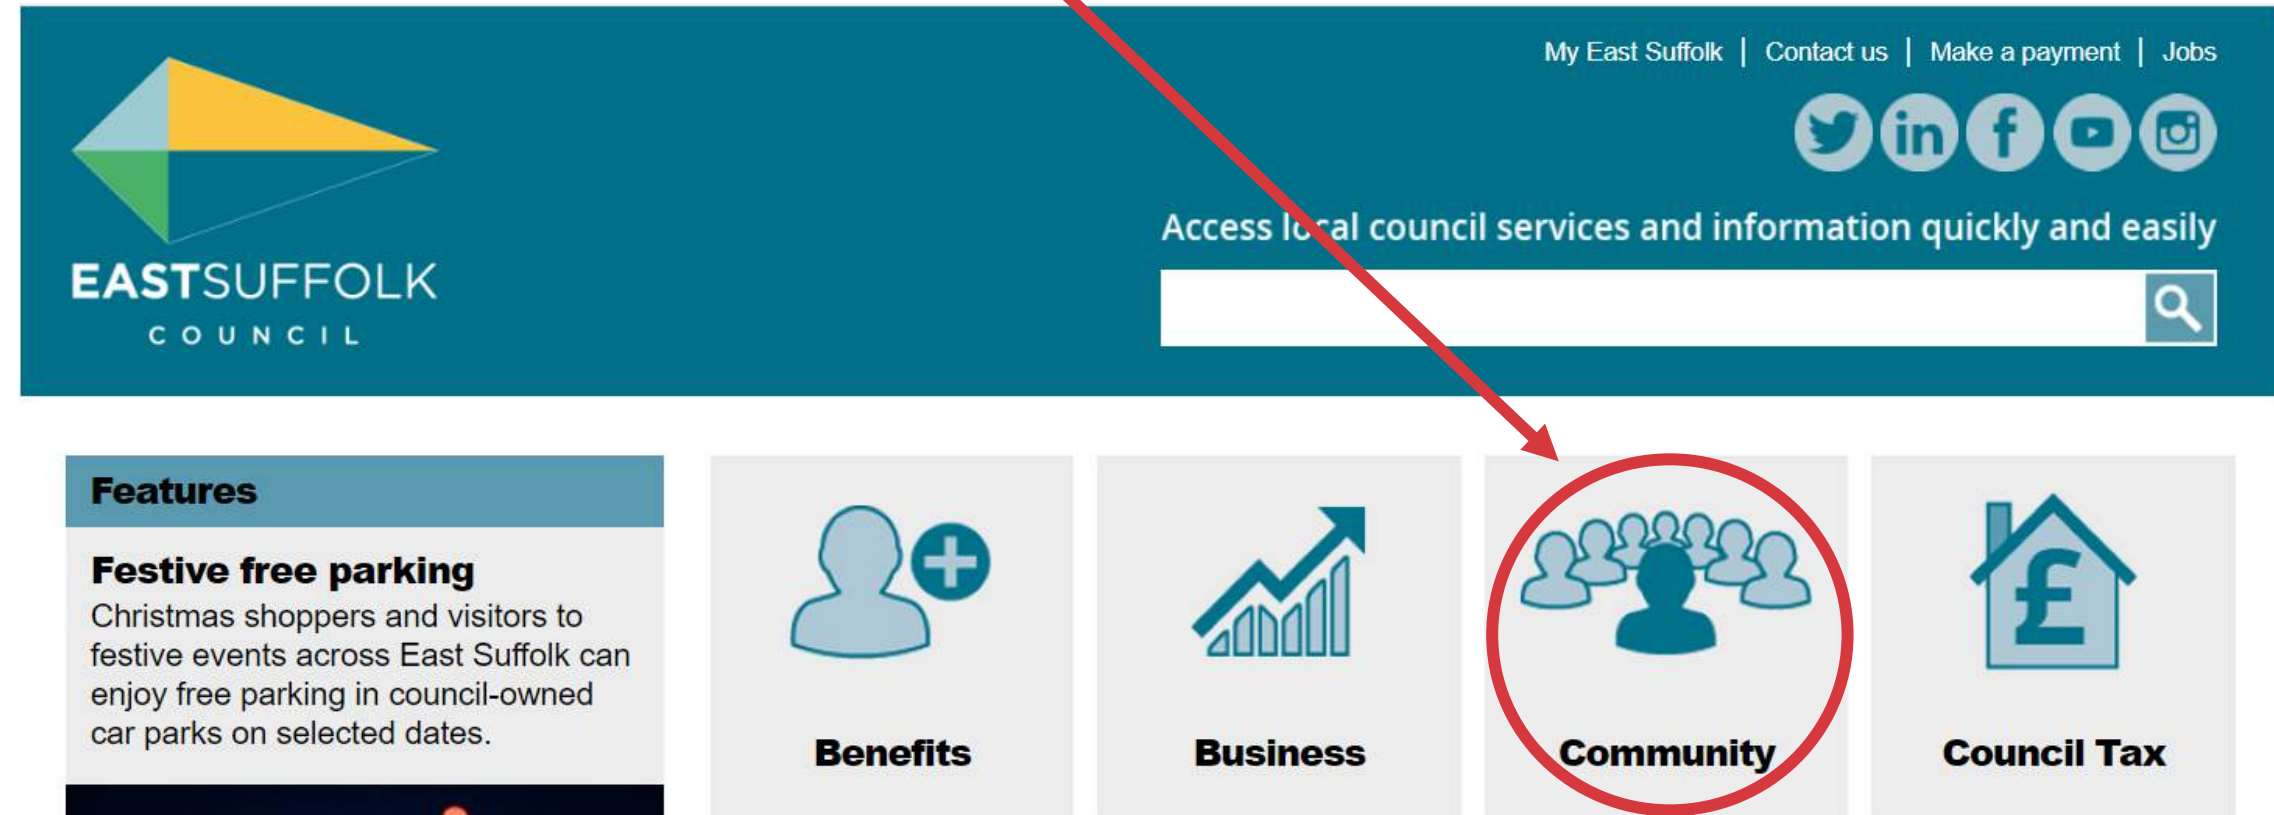 My East Suffolk | Contact us | Make a payment | Jobs
EASTSUFFOLK
COUNCIL
Access local council services and information quickly and easily
Features
Festive free parking
Christmas shoppers and visitors to
festive events across East Suffolk can
enjoy free parking in council-owned
car parks on selected dates.
Benefits
Business
Community
Council Tax